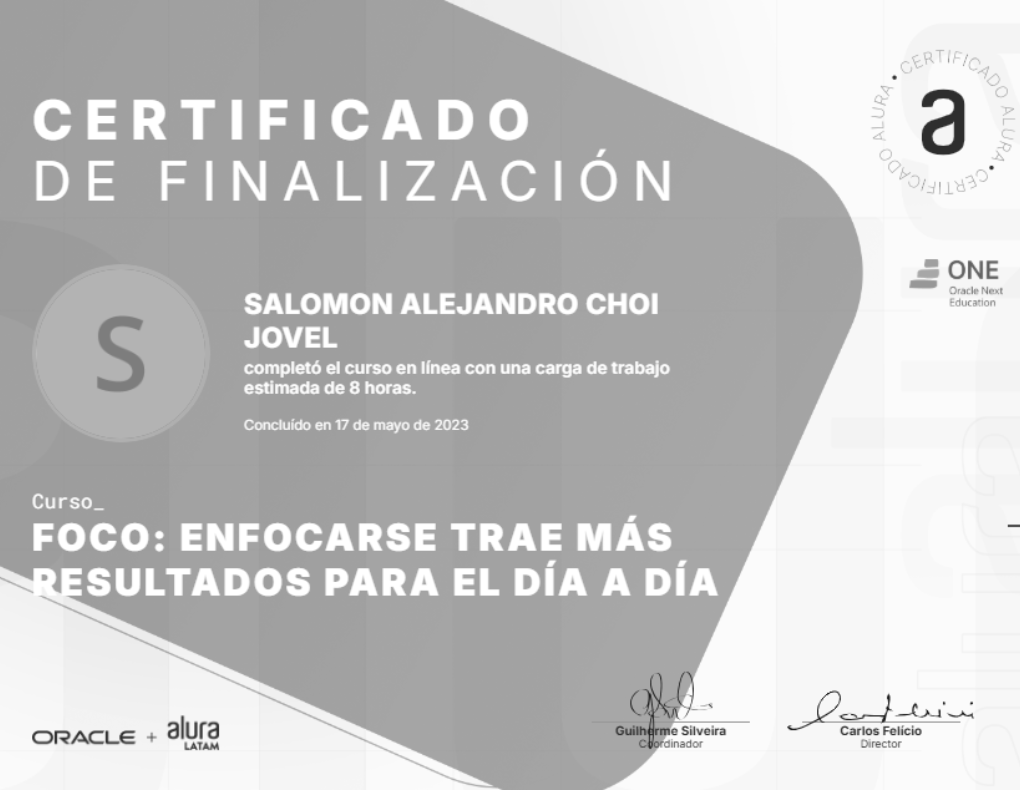 CERTIFICADO
DE FINALIZACIÓN
CERTIFICADO ALURA • CERTIFICADO ALURA •
a
ONE
Oracle Next
Education
S
SALOMON ALEJANDRO CHOI
JOVEL
completó el curso en línea con una carga de trabajo
estimada de 8 horas.
Concluído en 17 de mayo de 2023
Curso_
FOCO: ENFOCARSE TRAE MÁS
RESULTADOS PARA EL DÍA A DÍA
ORACLE + alura
LATAM
Guilherme Silveira
Coordinador
Carlos Felício
Director